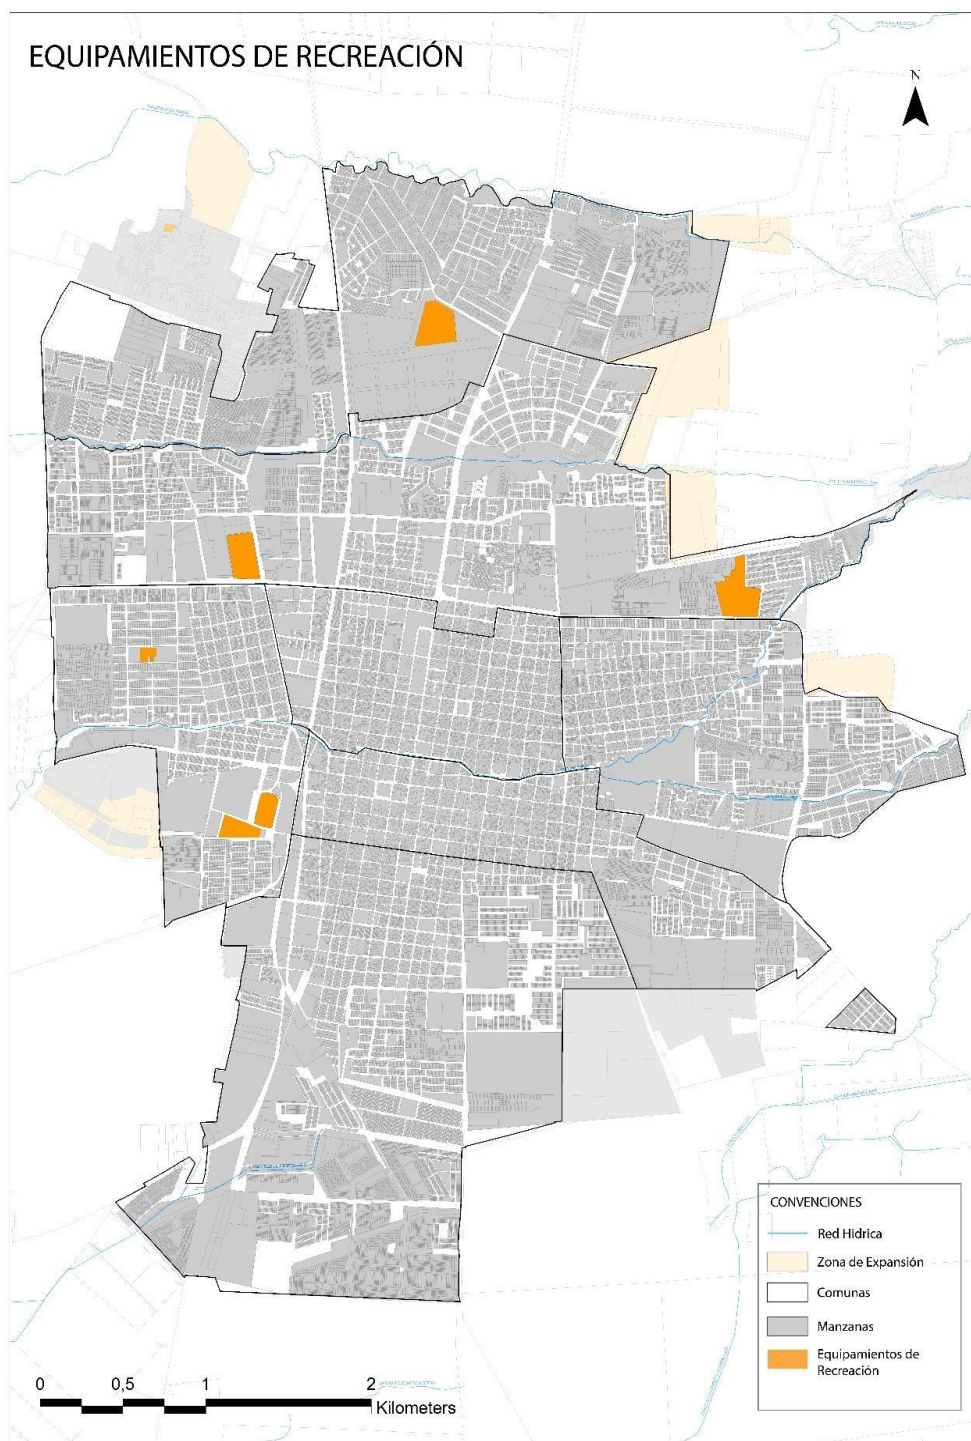 EQUIPAMIENTOS DE RECREACIÓN
N
CONVENCIONES
Red Hidrica
Zona de Expansión
Comunas
Manzanas
Equipamientos de
Recreación
0 0,5 1 2
Kilometers